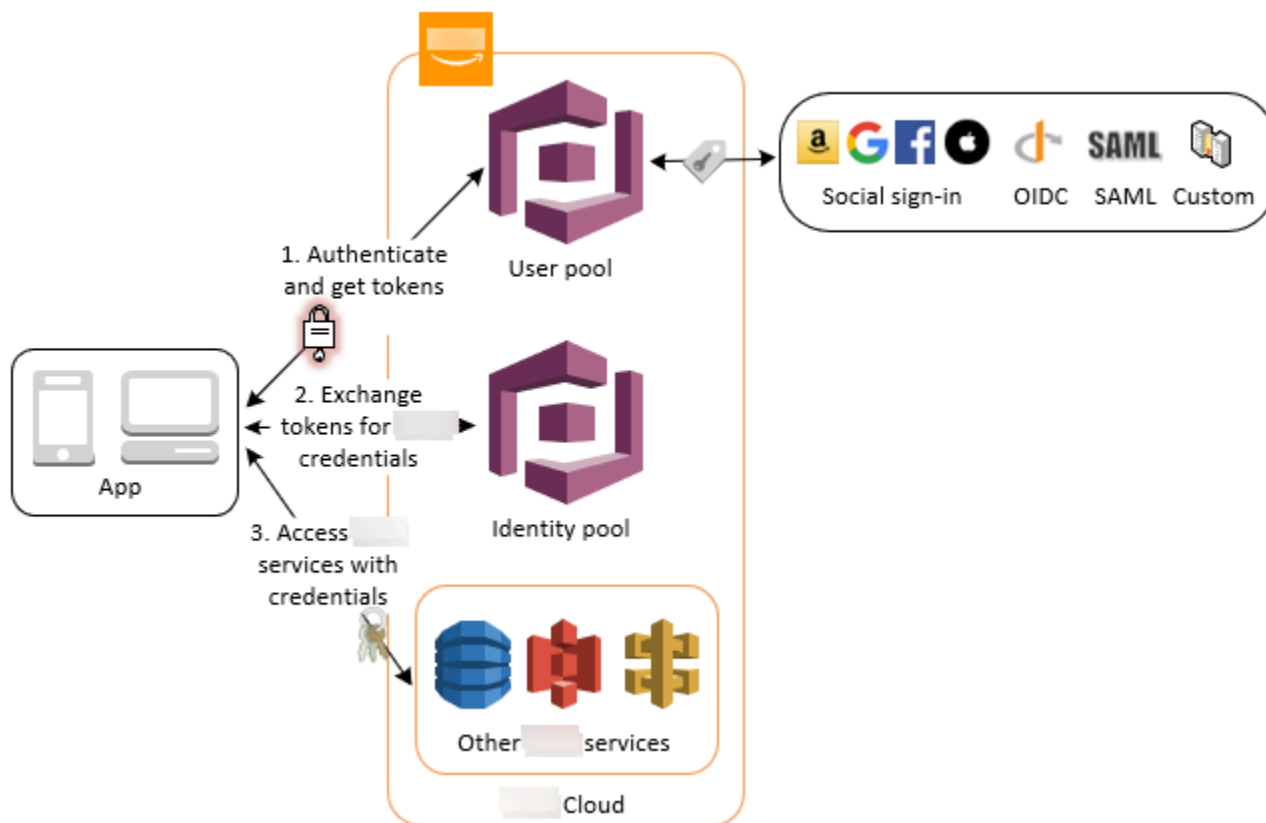 a
SAML
Social sign-in
OIDC
SAML
Custom
User pool
1. Authenticate
and get tokens
2. Exchange
tokens for
credentials
App
Identity pool
3. Access
services with
credentials
Other services
Cloud